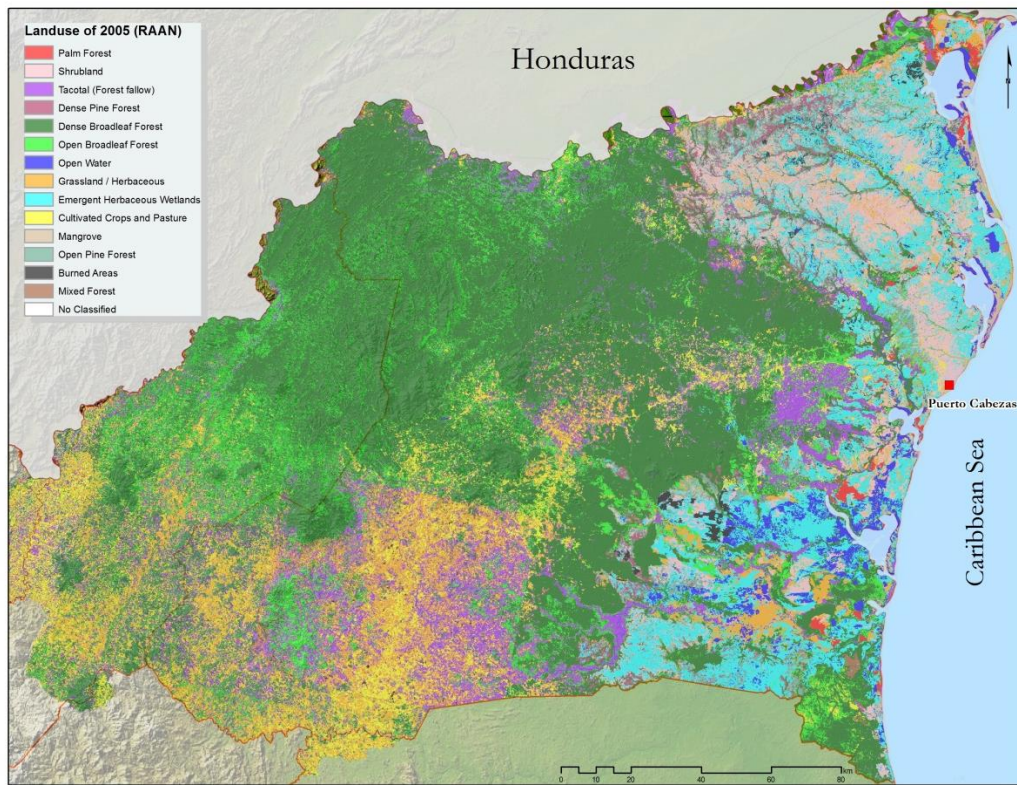 Landuse of 2005 (RAAN)
Palm Forest
Shrubland
Tacotal (Forest fallow)
Dense Pine Forest
Dense Broadleaf Forest
Open Broadleaf Forest
Open Water
Grassland / Herbaceous
Emergent Herbaceous Wetlands
Cultivated Crops and Pasture
Mangrove
Open Pine Forest
Burned Areas
Mixed Forest
No Classified
Honduras
N
Puerto Cabezas
Caribbean Sea
0 10 20 40 60 80
km